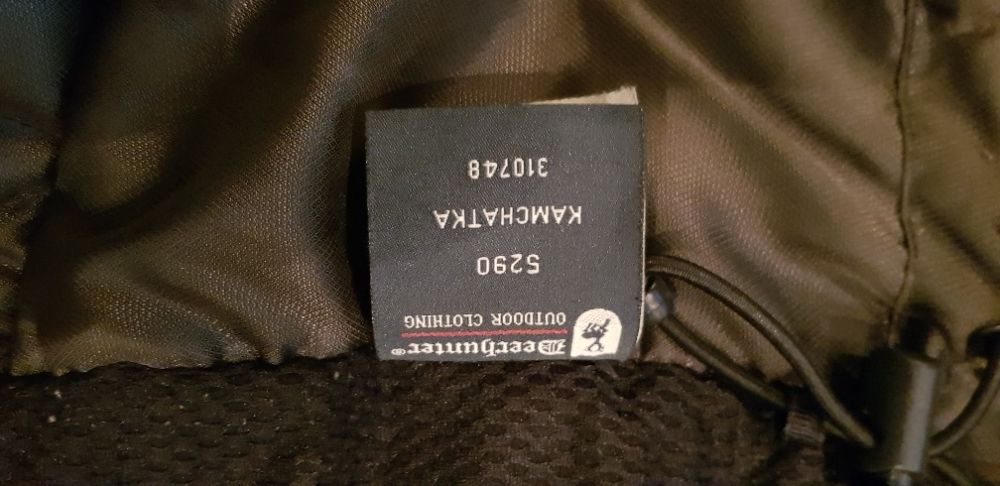 Deerhunter®
OUTDOOR CLOTHING
5290
KAMCHATKA
310748